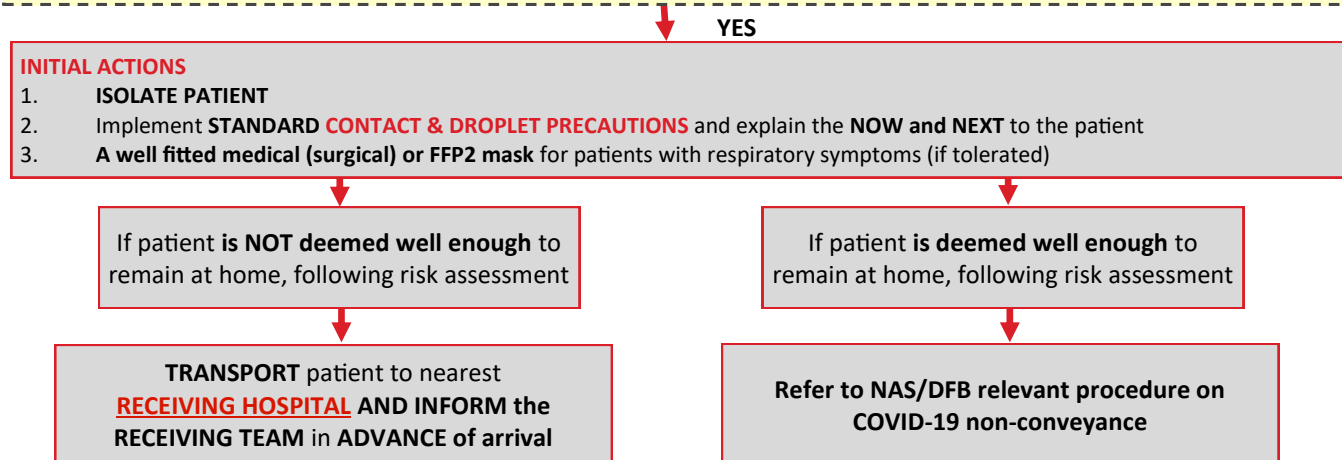 YES
INITIAL ACTIONS
1. ISOLATE PATIENT
2. Implement STANDARD CONTACT & DROPLET PRECAUTIONS and explain the NOW and NEXT to the patient
3. A well fitted medical (surgical) or FFP2 mask for patients with respiratory symptoms (if tolerated)
If patient is NOT deemed well enough to
remain at home, following risk assessment
If patient is deemed well enough to
remain at home, following risk assessment
TRANSPORT patient to nearest
RECEIVING HOSPITAL AND INFORM the
RECEIVING TEAM in ADVANCE of arrival
Refer to NAS/DFB relevant procedure on
COVID-19 non-conveyance